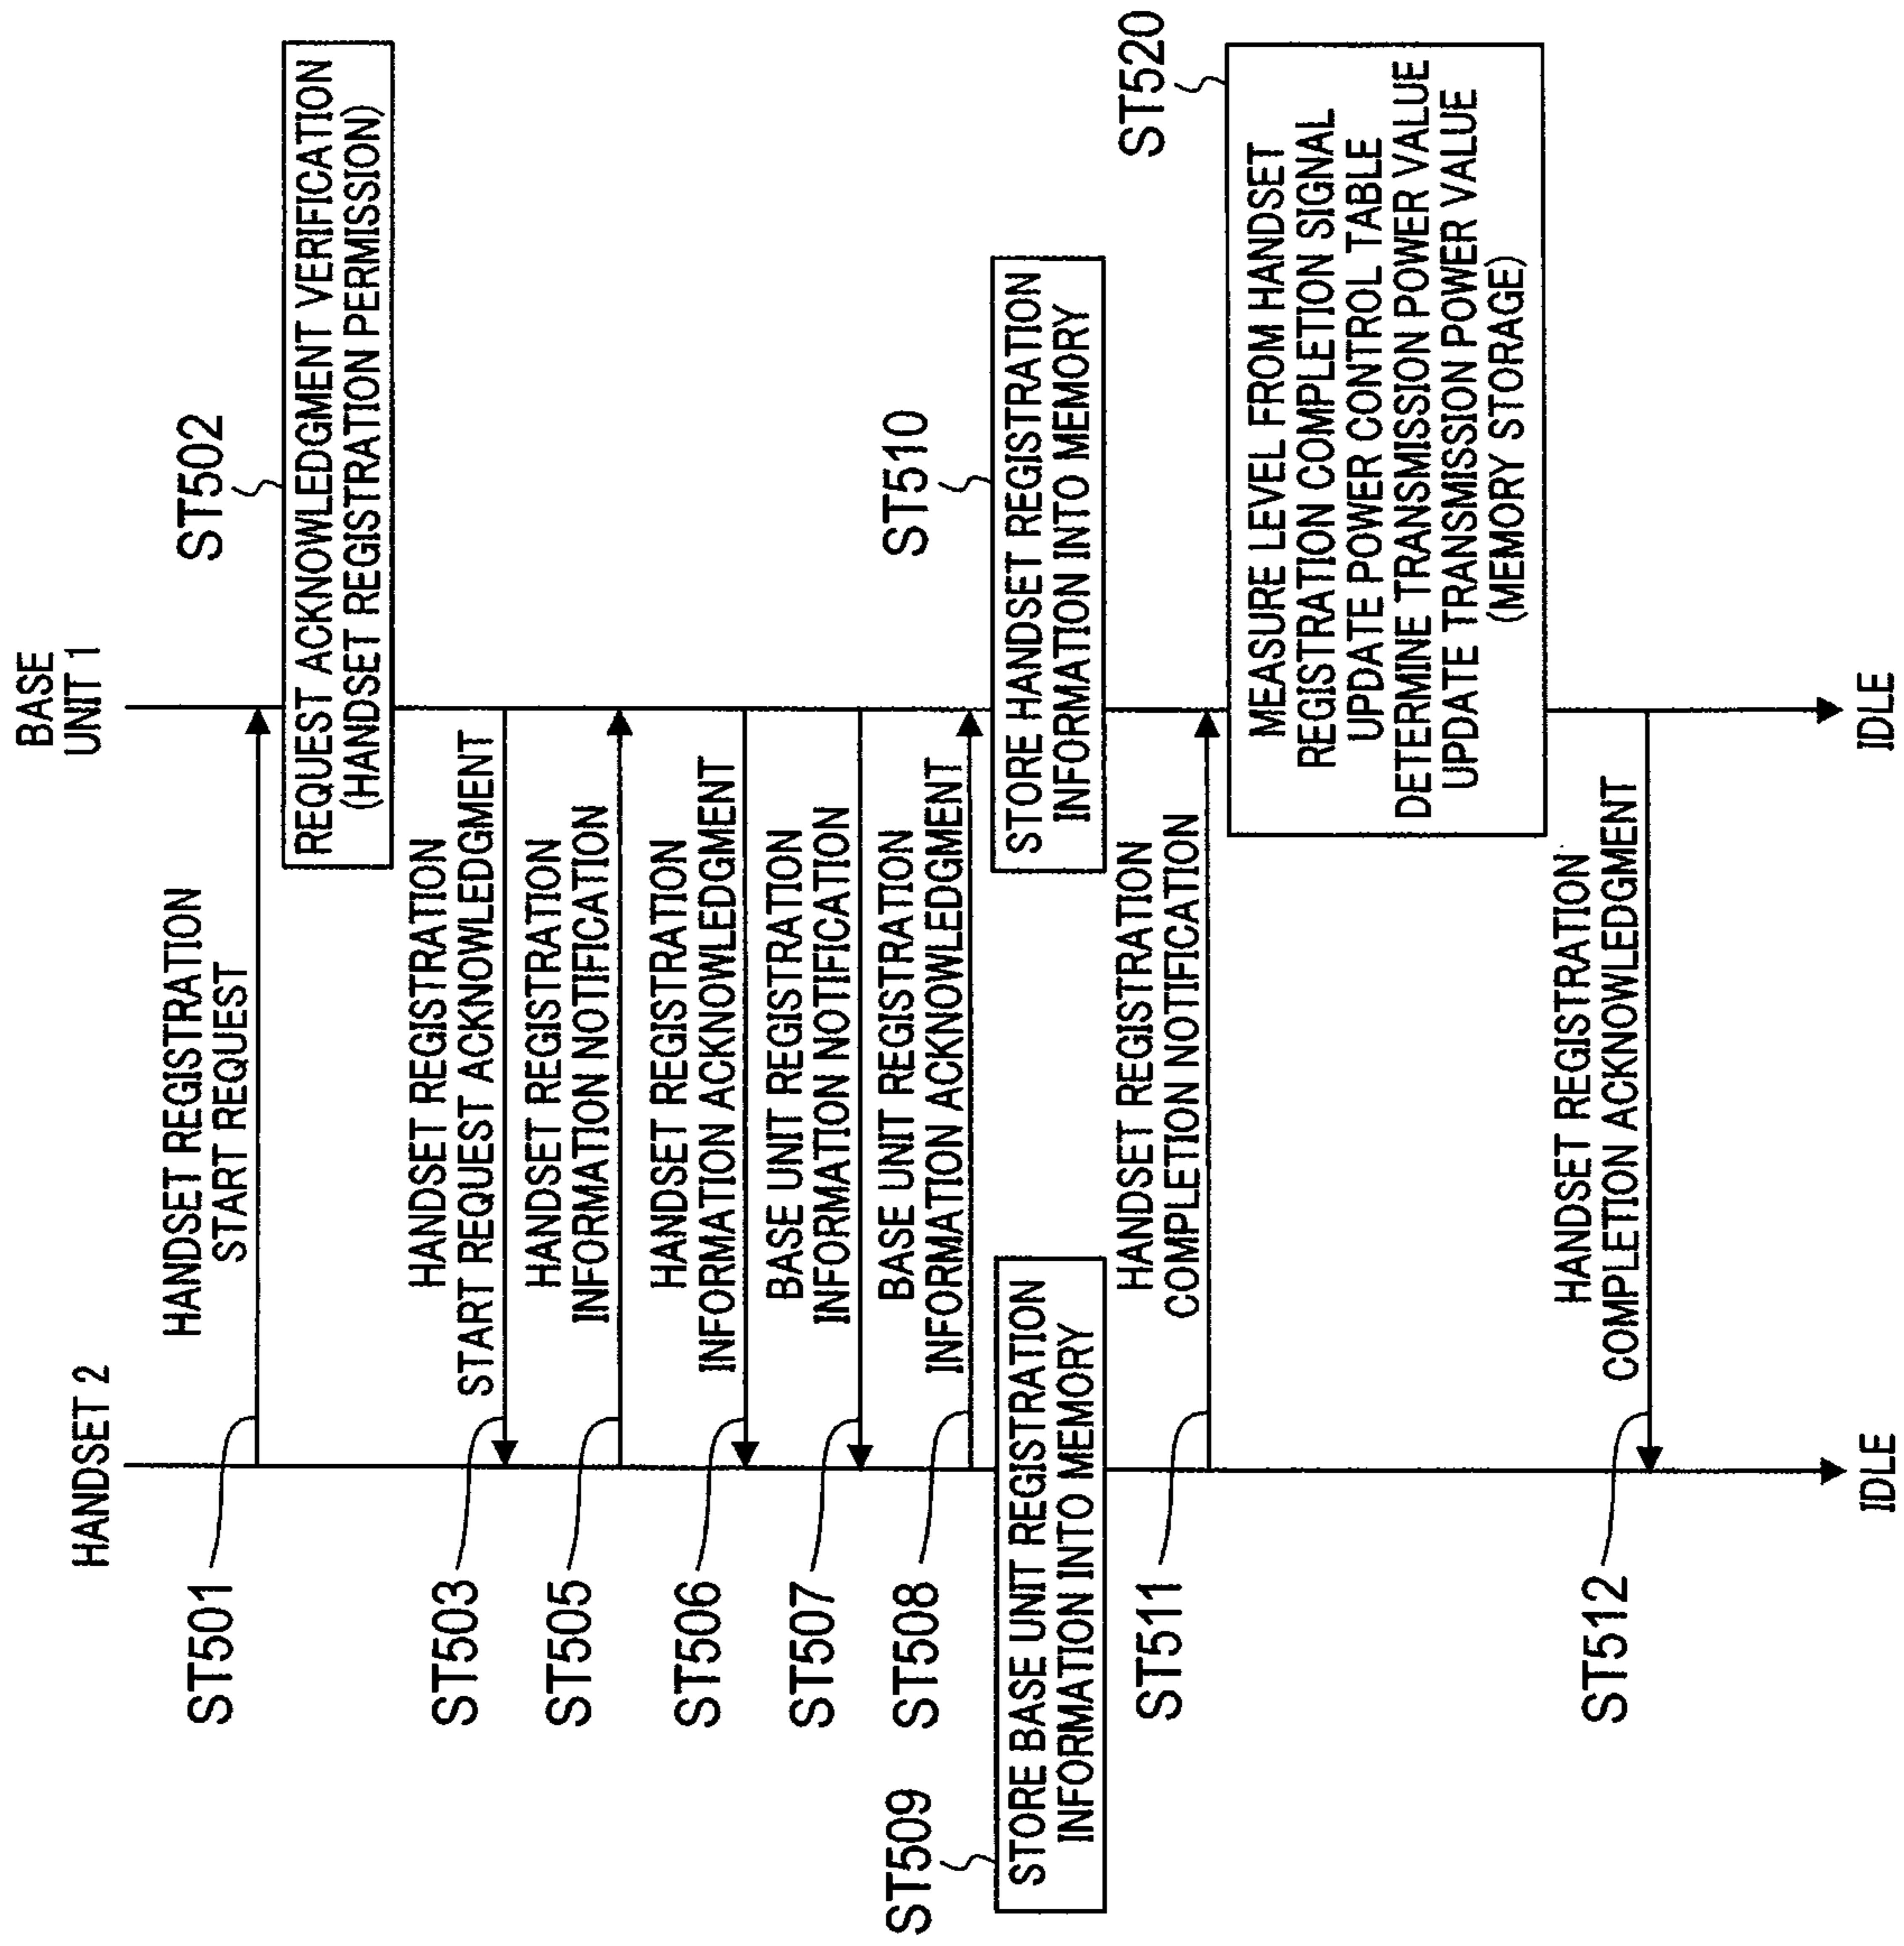 HANDSET 2
BASE
UNIT 1
ST501
HANDSET REGISTRATION
START REQUEST
ST502
REQUEST ACKNOWLEDGMENT VERIFICATION
(HANDSET REGISTRATION PERMISSION)
ST503
HANDSET REGISTRATION
START REQUEST ACKNOWLEDGMENT
ST505
HANDSET REGISTRATION
INFORMATION NOTIFICATION
ST506
HANDSET REGISTRATION
INFORMATION ACKNOWLEDGMENT
ST507
BASE UNIT REGISTRATION
INFORMATION NOTIFICATION
ST508
BASE UNIT REGISTRATION
INFORMATION ACKNOWLEDGMENT
ST509
STORE BASE UNIT REGISTRATION
INFORMATION INTO MEMORY
ST510
STORE HANDSET REGISTRATION
INFORMATION INTO MEMORY
ST511
HANDSET REGISTRATION
COMPLETION NOTIFICATION
ST520
MEASURE LEVEL FROM HANDSET
REGISTRATION COMPLETION SIGNAL
UPDATE POWER CONTROL TABLE
DETERMINE TRANSMISSION POWER VALUE
UPDATE TRANSMISSION POWER VALUE
(MEMORY STORAGE)
ST512
HANDSET REGISTRATION
COMPLETION ACKNOWLEDGMENT
IDLE
IDLE